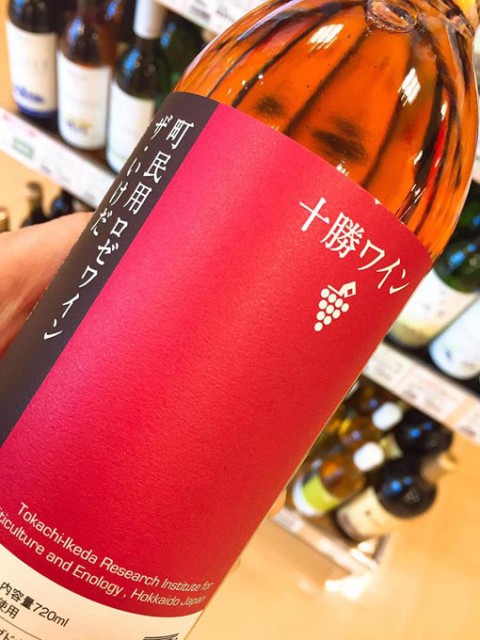 町民用ロゼワイン
ザ・いけだ
十勝ワイン
Tokachi-Ikeda Research Institute for
Viticulture and Enology, Hokkaido Japan
内容量720ml
使用